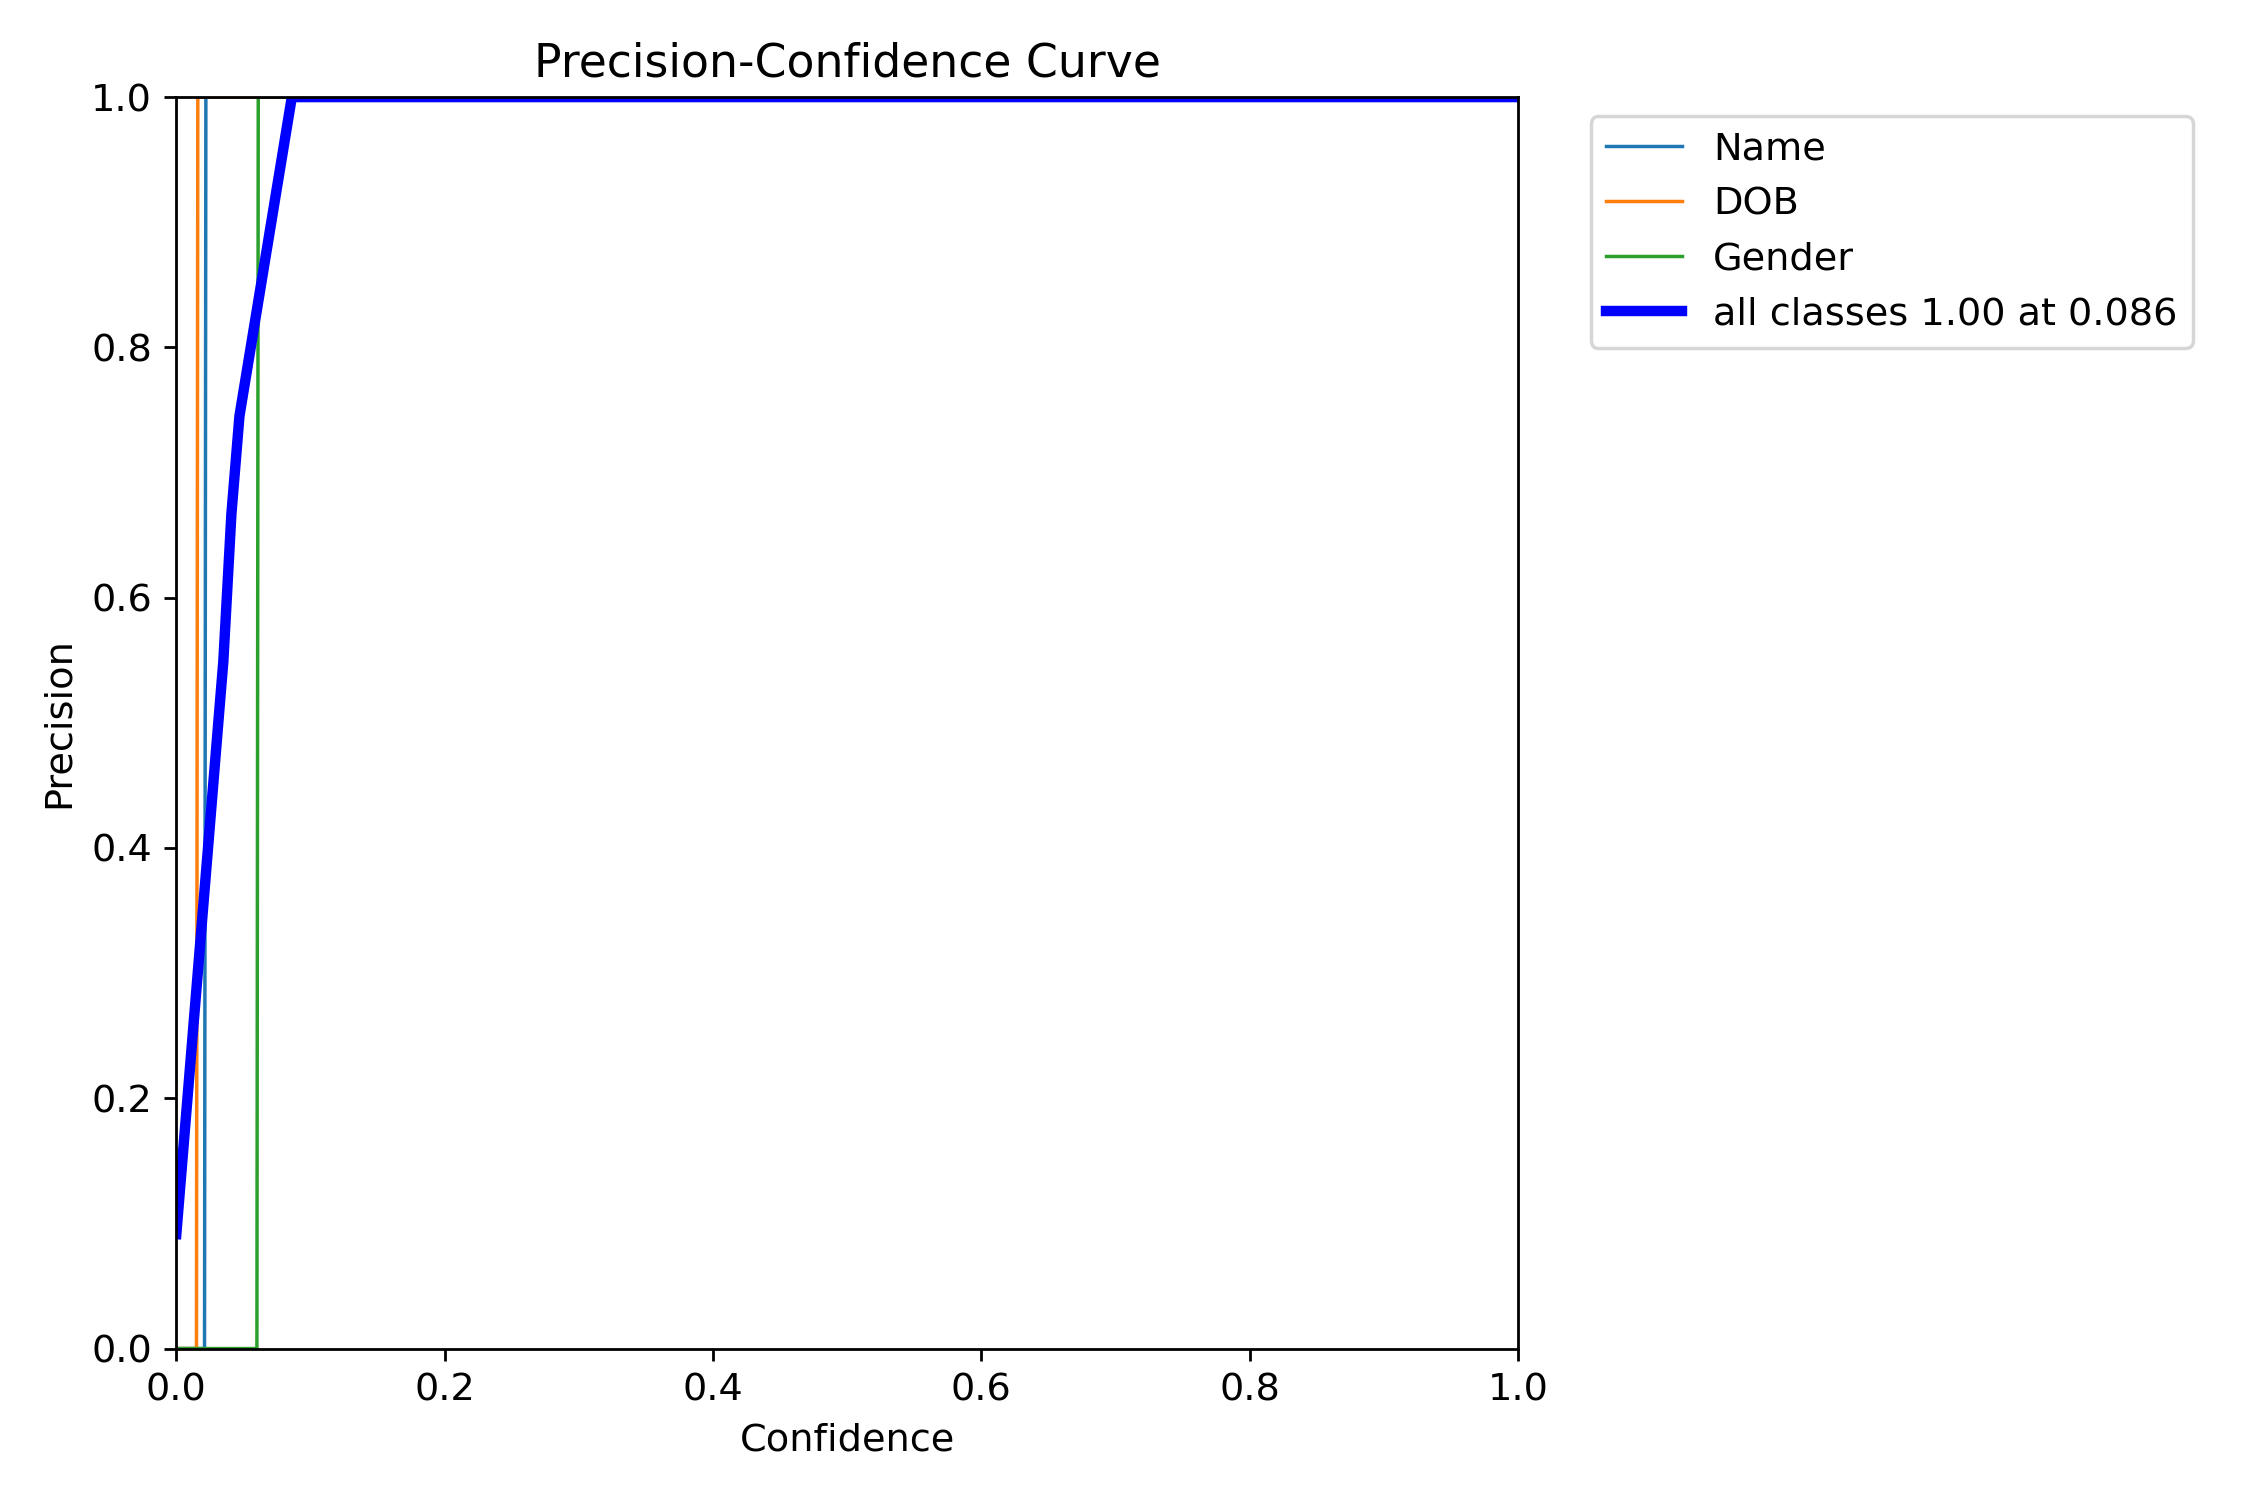 Precision-Confidence Curve
1.0
0.8
0.6
0.4
0.2
0.0
Precision
0.0 0.2 0.4 0.6 0.8 1.0
Confidence
Name
DOB
Gender
all classes 1.00 at 0.086